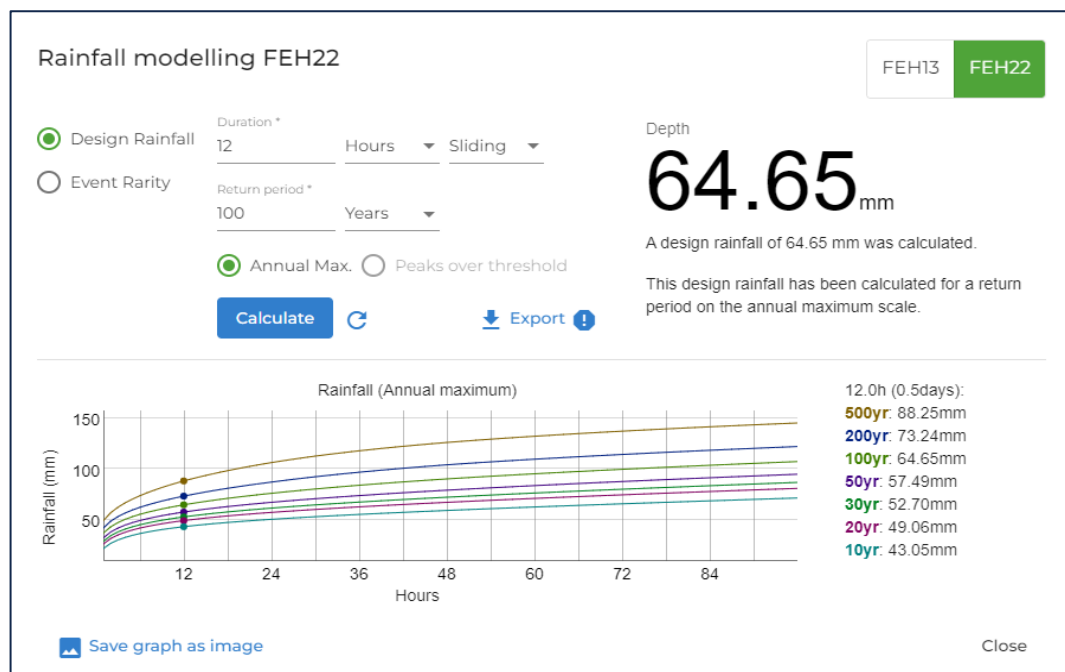 Rainfall modelling FEH22
FEH13 FEH22
Design Rainfall
Event Rarity
Duration *
12 Hours Sliding
Return period *
100 Years
Annual Max. Peaks over threshold
Calculate Export
Depth
64.65mm
A design rainfall of 64.65 mm was calculated.
This design rainfall has been calculated for a return
period on the annual maximum scale.
Rainfall (Annual maximum)
Rainfall (mm)
150
100
50
12 24 36 48 60 72 84
Hours
12.0h (0.5days):
500yr: 88.25mm
200yr: 73.24mm
100yr: 64.65mm
50yr: 57.49mm
30yr: 52.70mm
20yr: 49.06mm
10yr: 43.05mm
Save graph as image
Close